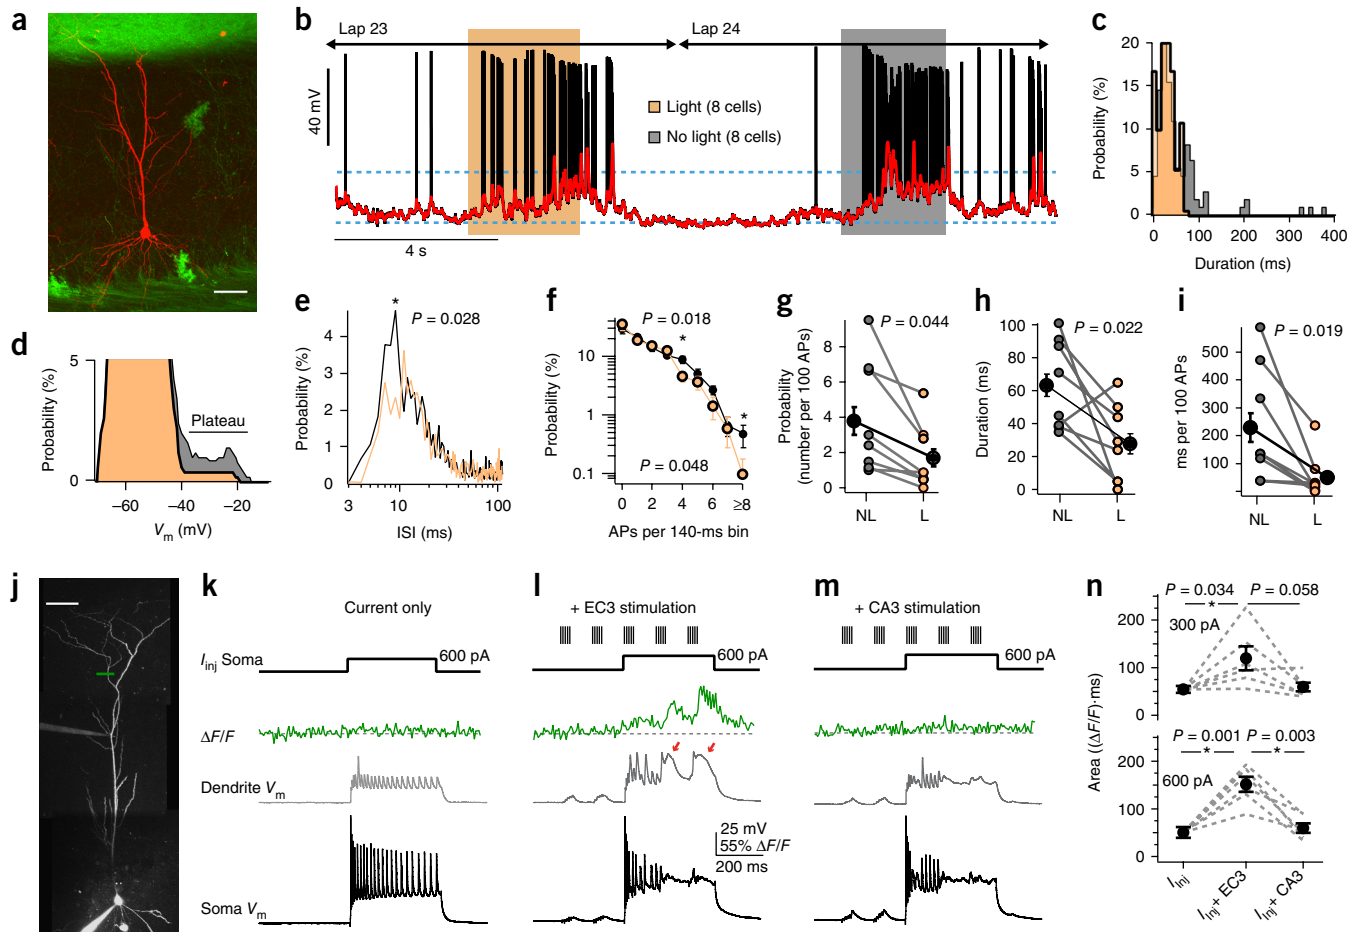 a
b
Lap 23
Lap 24
40 mV
Light (8 cells)
No light (8 cells)
4 s
c
20
15
10
5
0
Probability (%)
0 100 200 300 400
Duration (ms)
d
5
0
Probability (%)
Plateau
−60 −40 −20
Vm (mV)
e
*
P = 0.028
4
3
2
1
0
Probability (%)
3 10 100
ISI (ms)
f
P = 0.018
*
*
10
1
0.1
Probability (%)
P = 0.048
0 2 4 6 ≥8
APs per 140-ms bin
g
P = 0.044
8
6
4
2
0
Probability
(number per 100 APs)
NL L
h
P = 0.022
100
80
60
40
20
0
Duration (ms)
NL L
i
P = 0.019
500
400
300
200
100
ms per 100 APs
NL L
j
k
Current only
Iinj Soma
600 pA
ΔF/F
Dendrite Vm
Soma Vm
l
+ EC3 stimulation
600 pA
25 mV
55% ΔF/F
200 ms
m
+ CA3 stimulation
600 pA
n
P = 0.034 P = 0.058
*
200
300 pA
100
0
P = 0.001 P = 0.003
* *
200
600 pA
100
0
Area ((ΔF/F)·ms)
IInj
IInj + EC3
IInj + CA3